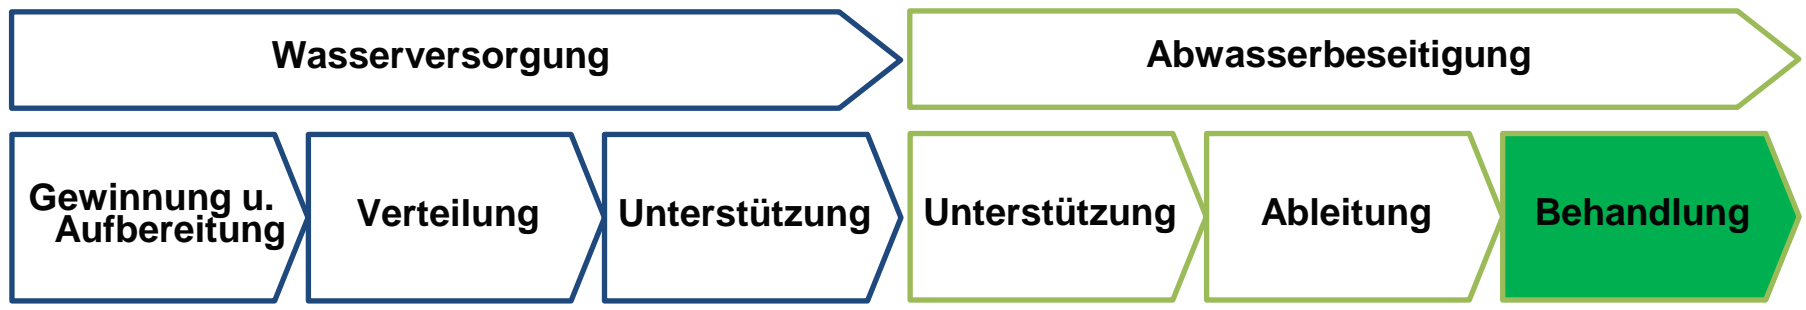 Wasserversorgung
Abwasserbeseitigung
Gewinnung u.
Aufbereitung
Verteilung
Unterstützung
Unterstützung
Ableitung
Behandlung